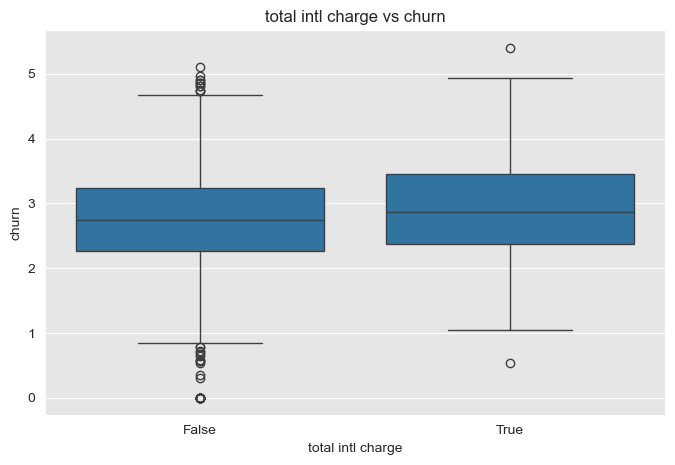 total intl charge vs churn
churn
5
4
3
2
1
0
False True
total intl charge